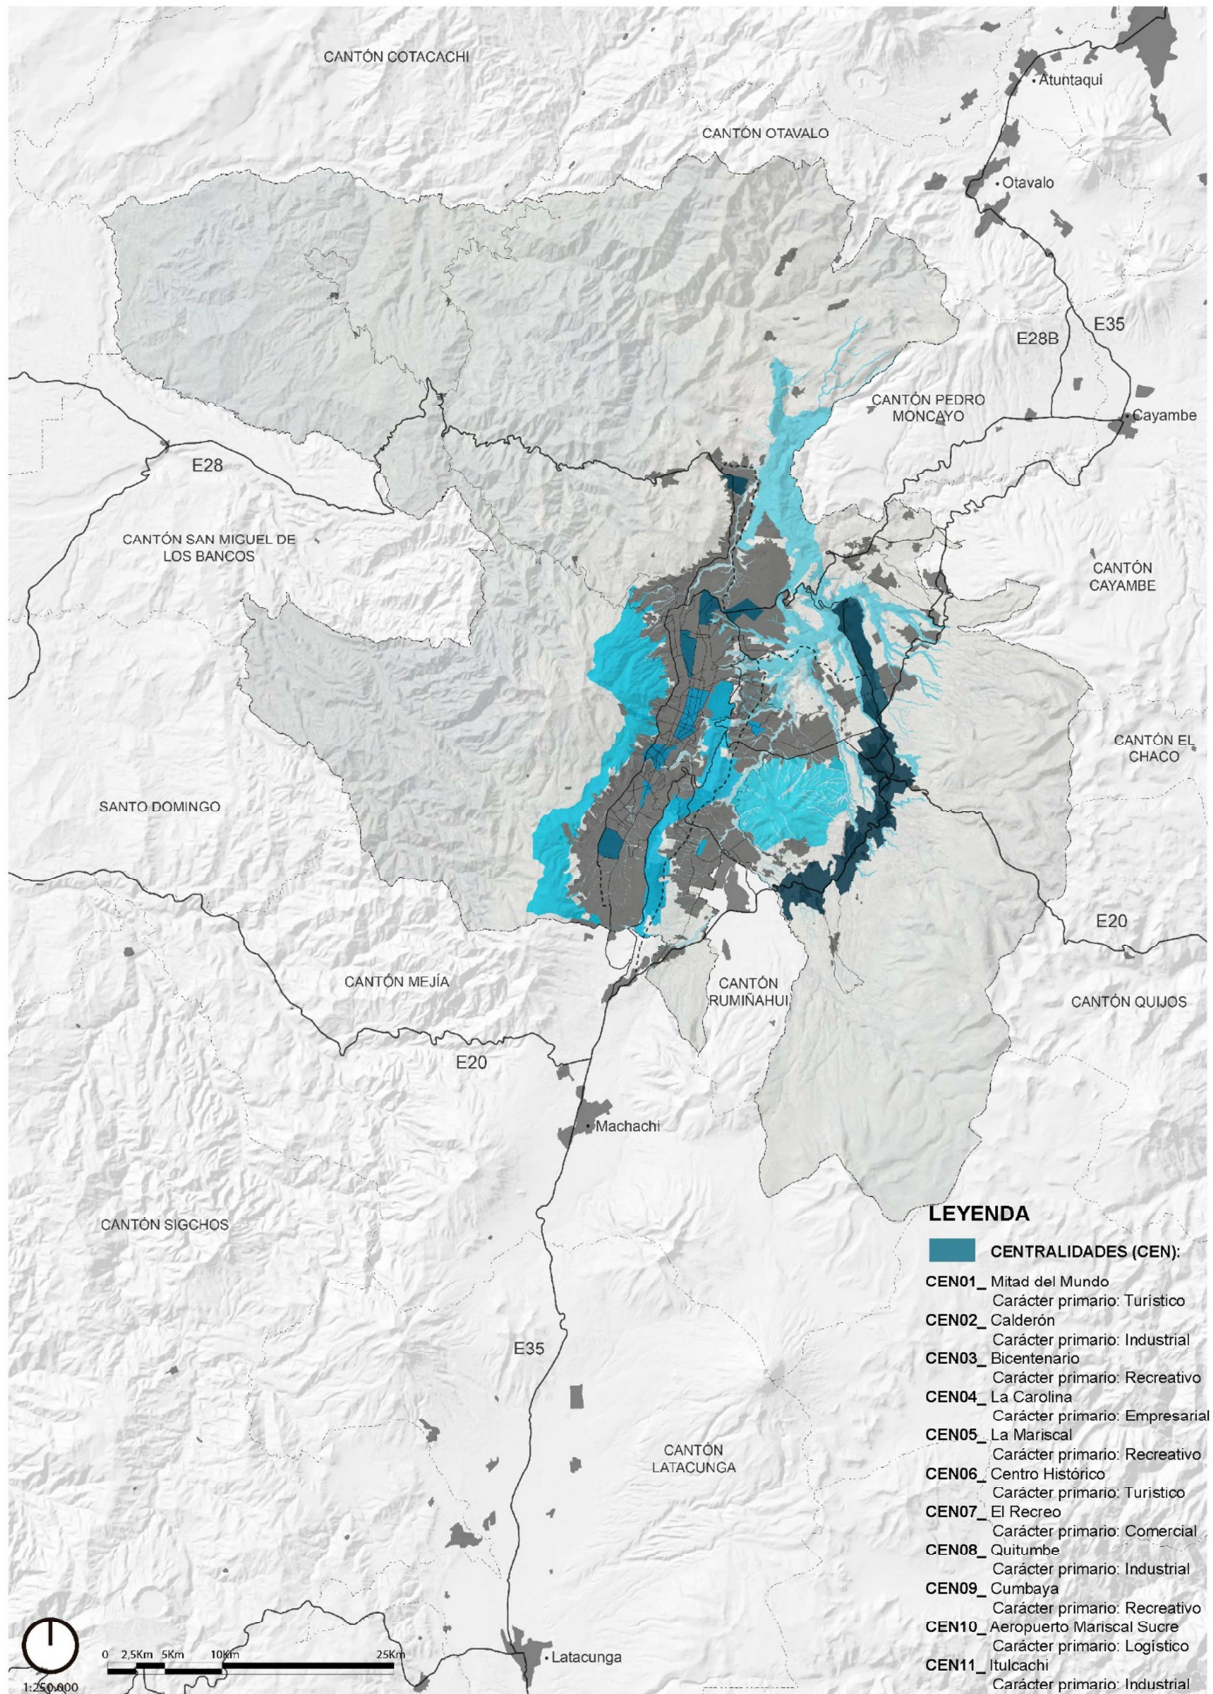 CANTÓN COTACACHI
Atuntaqui
CANTÓN OTAVALO
Otavalo
E35
E28B
CANTÓN PEDRO
MONCAYO
Cayambe
E28
CANTÓN SAN MIGUEL DE
LOS BANCOS
CANTÓN
CAYAMBE
CANTÓN EL
CHACO
SANTO DOMINGO
E20
CANTÓN MEJÍA
CANTÓN
RUMIÑAHUI
CANTÓN QUIJOS
E20
Machachi
CANTÓN SIGCHOS
E35
CANTÓN
LATACUNGA
Latacunga
LEYENDA
CENTRALIDADES (CEN):
CEN01_ Mitad del Mundo
Carácter primario: Turístico
CEN02_ Calderón
Carácter primario: Industrial
CEN03_ Bicentenario
Carácter primario: Recreativo
CEN04_ La Carolina
Carácter primario: Empresarial
CEN05_ La Mariscal
Carácter primario: Recreativo
CEN06_ Centro Histórico
Carácter primario: Turístico
CEN07_ El Recreo
Carácter primario: Comercial
CEN08_ Quitumbe
Carácter primario: Industrial
CEN09_ Cumbaya
Carácter primario: Recreativo
CEN10_ Aeropuerto Mariscal Sucre
Carácter primario: Logístico
CEN11_ Itulcachi
Carácter primario: Industrial
0 2,5Km 5Km 10Km 25Km
1:250,000